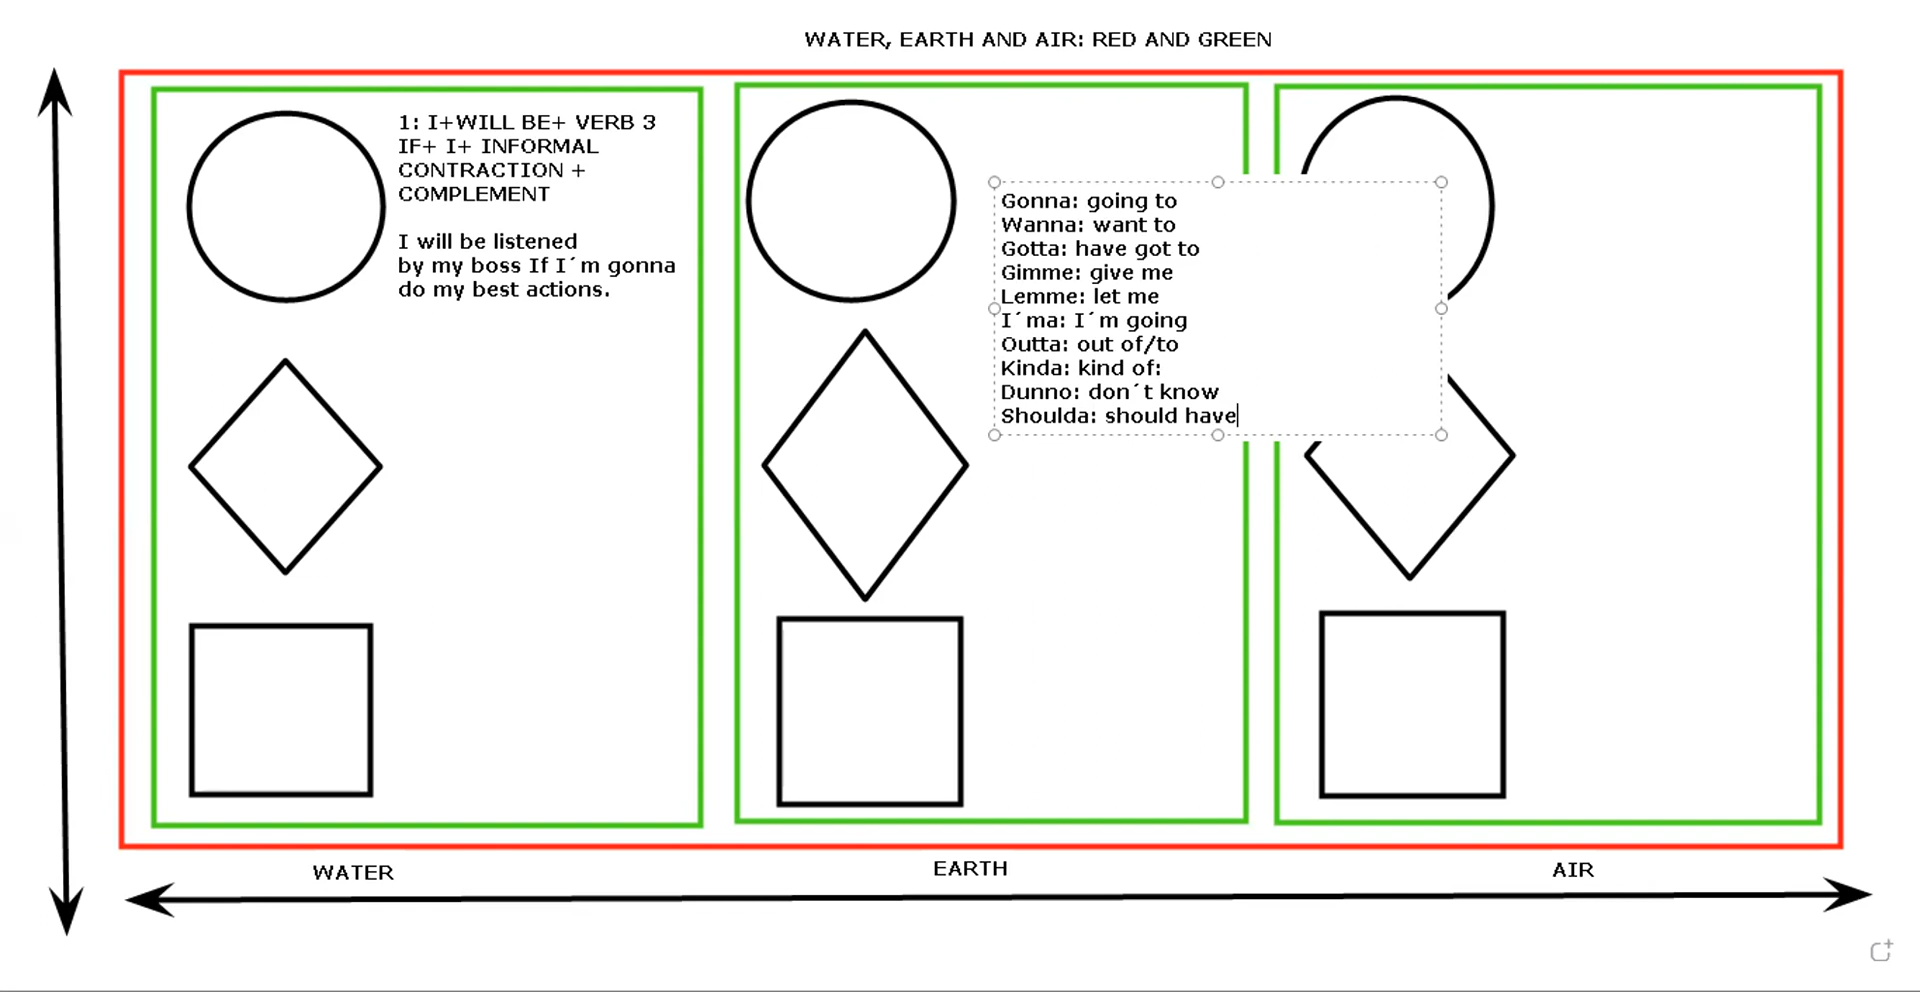 WATER, EARTH AND AIR: RED AND GREEN
1: I+WILL BE+ VERB 3
IF+ I+ INFORMAL
CONTRACTION +
COMPLEMENT
I will be listened
by my boss If I´m gonna
do my best actions.
Gonna: going to
Wanna: want to
Gotta: have got to
Gimme: give me
Lemme: let me
I´ma: I´m going
Outta: out of/to
Kinda: kind of:
Dunno: don´t know
Shoulda: should have
WATER
EARTH
AIR